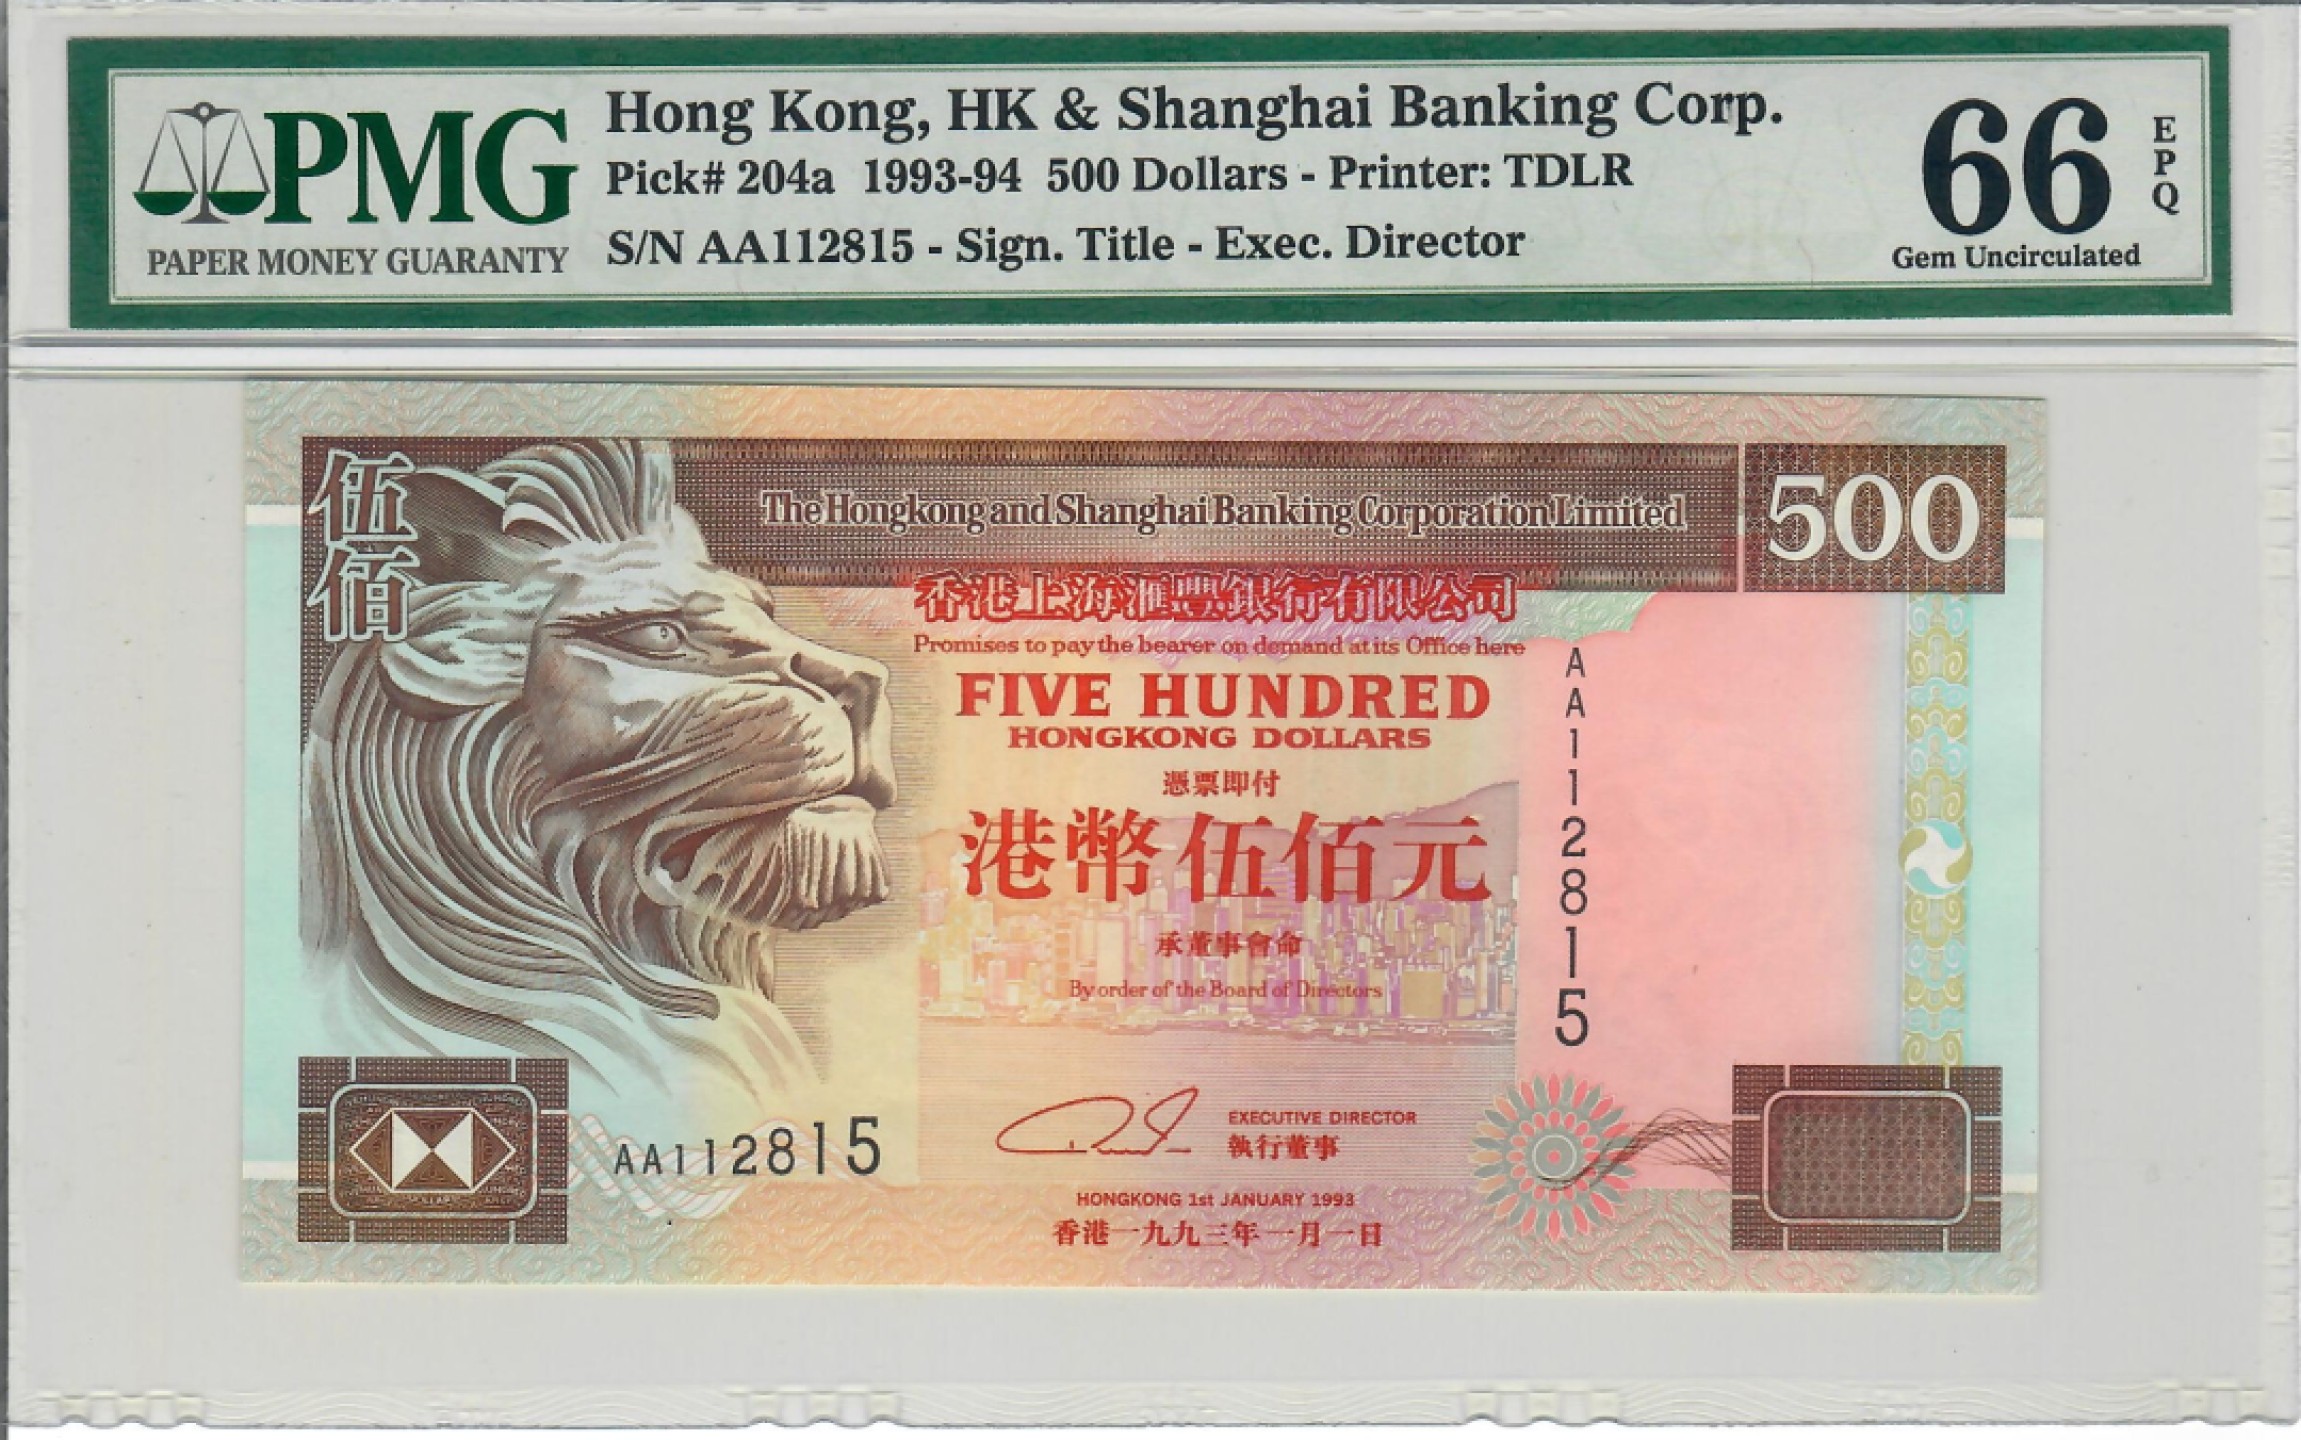 PMG
PAPER MONEY GUARANTY
Hong Kong, HK & Shanghai Banking Corp.
Pick# 204a 1993-94 500 Dollars - Printer: TDLR
S/N AA112815 - Sign. Title - Exec. Director
66
EPQ
Gem Uncirculated
伍佰
The Hongkong and Shanghai Banking Corporation Limited
500
香港上海滙豐銀行有限公司
Promises to pay the bearer on demand at its Office here
FIVE HUNDRED
HONGKONG DOLLARS
憑票即付
港幣伍佰元
承董事會命
By order of the Board of Directors
AA112815
EXECUTIVE DIRECTOR
執行董事
AA112815
HONGKONG 1st JANUARY 1993
香港一九九三年一月一日